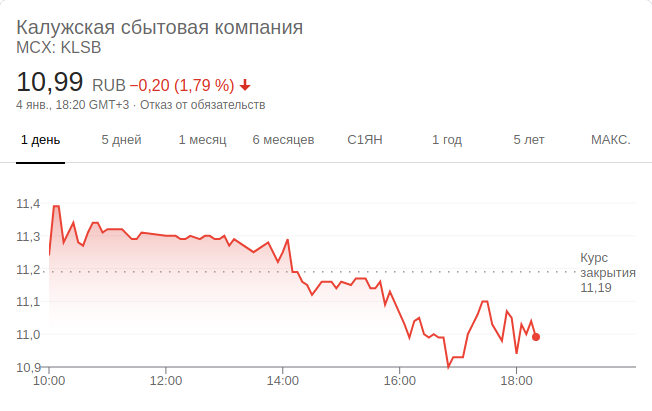 Калужская сбытовая компания
MCX: KLSB
10,99 RUB −0,20 (1,79 %)
4 янв., 18:20 GMT+3 · Отказ от обязательств
1 день 5 дней 1 месяц 6 месяцев С1ЯН 1 год 5 лет МАКС.
11,4
11,3
11,2
11,1
11,0
10,9
Курс
закрытия
11,19
10:00 12:00 14:00 16:00 18:00